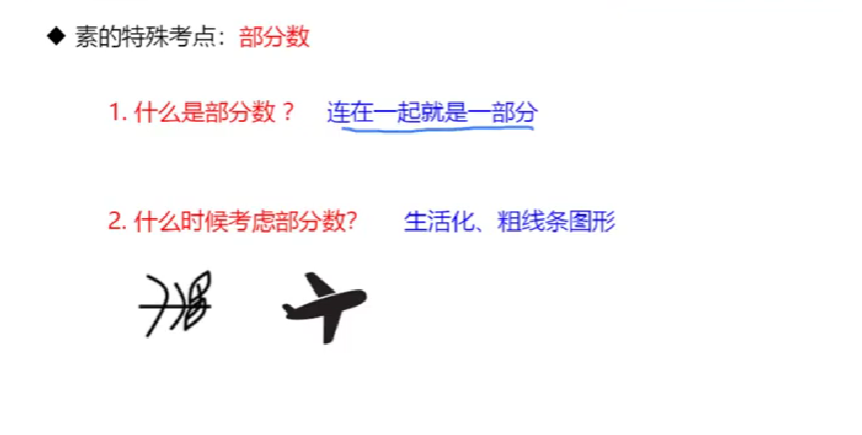 ◆ 素的特殊考点：部分数
1. 什么是部分数？ 连在一起就是一部分
2. 什么时候考虑部分数？ 生活化、粗线条图形